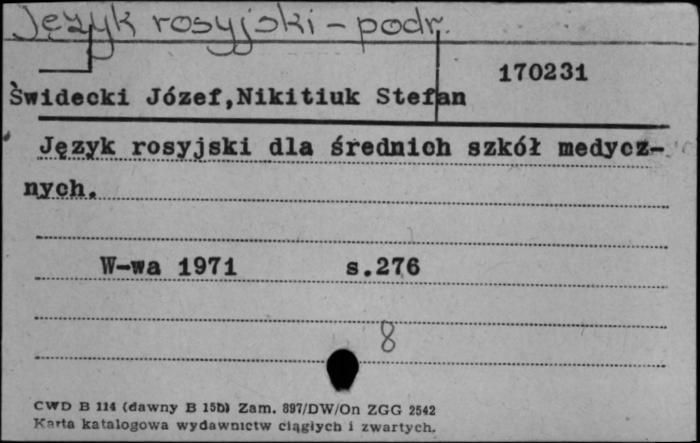 Język rosyjski - podr.
170231
Świdecki Józef,Nikitiuk Stefan
Język rosyjski dla średnich szkół medycz-
nych.
W-wa 1971 s.276
8
CWD B 114 (dawny B 15b) Zam. 897/DW/On ZGG 2542
Karta katalogowa wydawnictw ciągłych i zwartych.